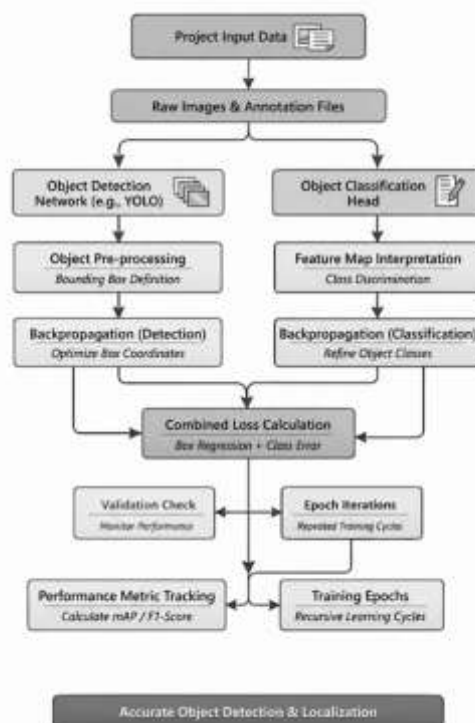 Project Input Data
Raw Images & Annotation Files
Object Detection
Network (e.g., YOLO)
Object Classification
Head
Object Pre-processing
Bounding Box Definition
Feature Map Interpretation
Class Discrimination
Backpropagation (Detection)
Optimize Box Coordinates
Backpropagation (Classification)
Refine Object Classes
Combined Loss Calculation
Box Regression + Class Error
Validation Check
Monitor Performance
Epoch Iterations
Repeated Training Cycles
Performance Metric Tracking
Calculate mAP / F1-Score
Training Epochs
Recursive Learning Cycles
Accurate Object Detection & Localization